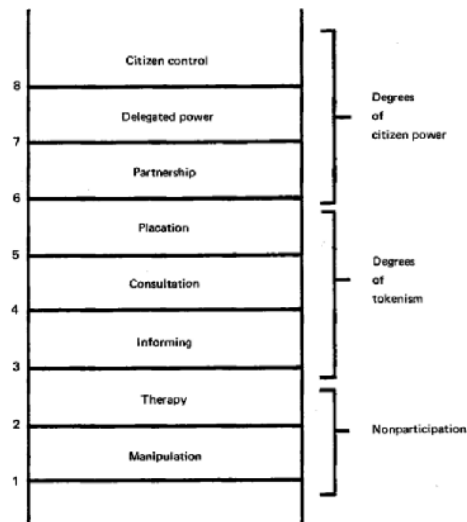 Citizen control
8
Delegated power
7
Partnership
6
Placation
5
Consultation
4
Informing
3
Therapy
2
Manipulation
1
Degrees
of
citizen power
Degrees
of
tokenism
Nonparticipation